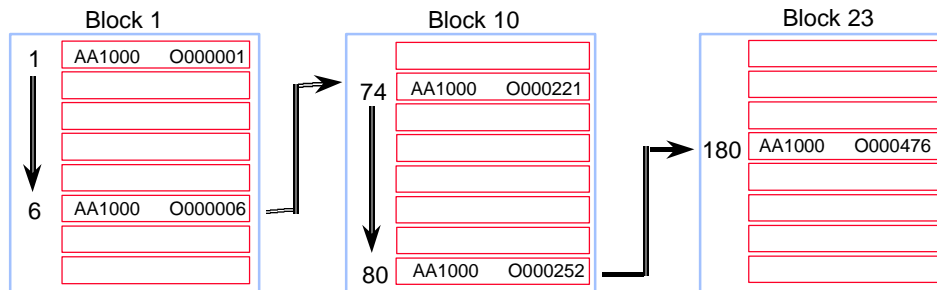 Block 1
1 AA1000 O000001
6 AA1000 O000006
Block 10
74 AA1000 O000221
80 AA1000 O000252
Block 23
180 AA1000 O000476